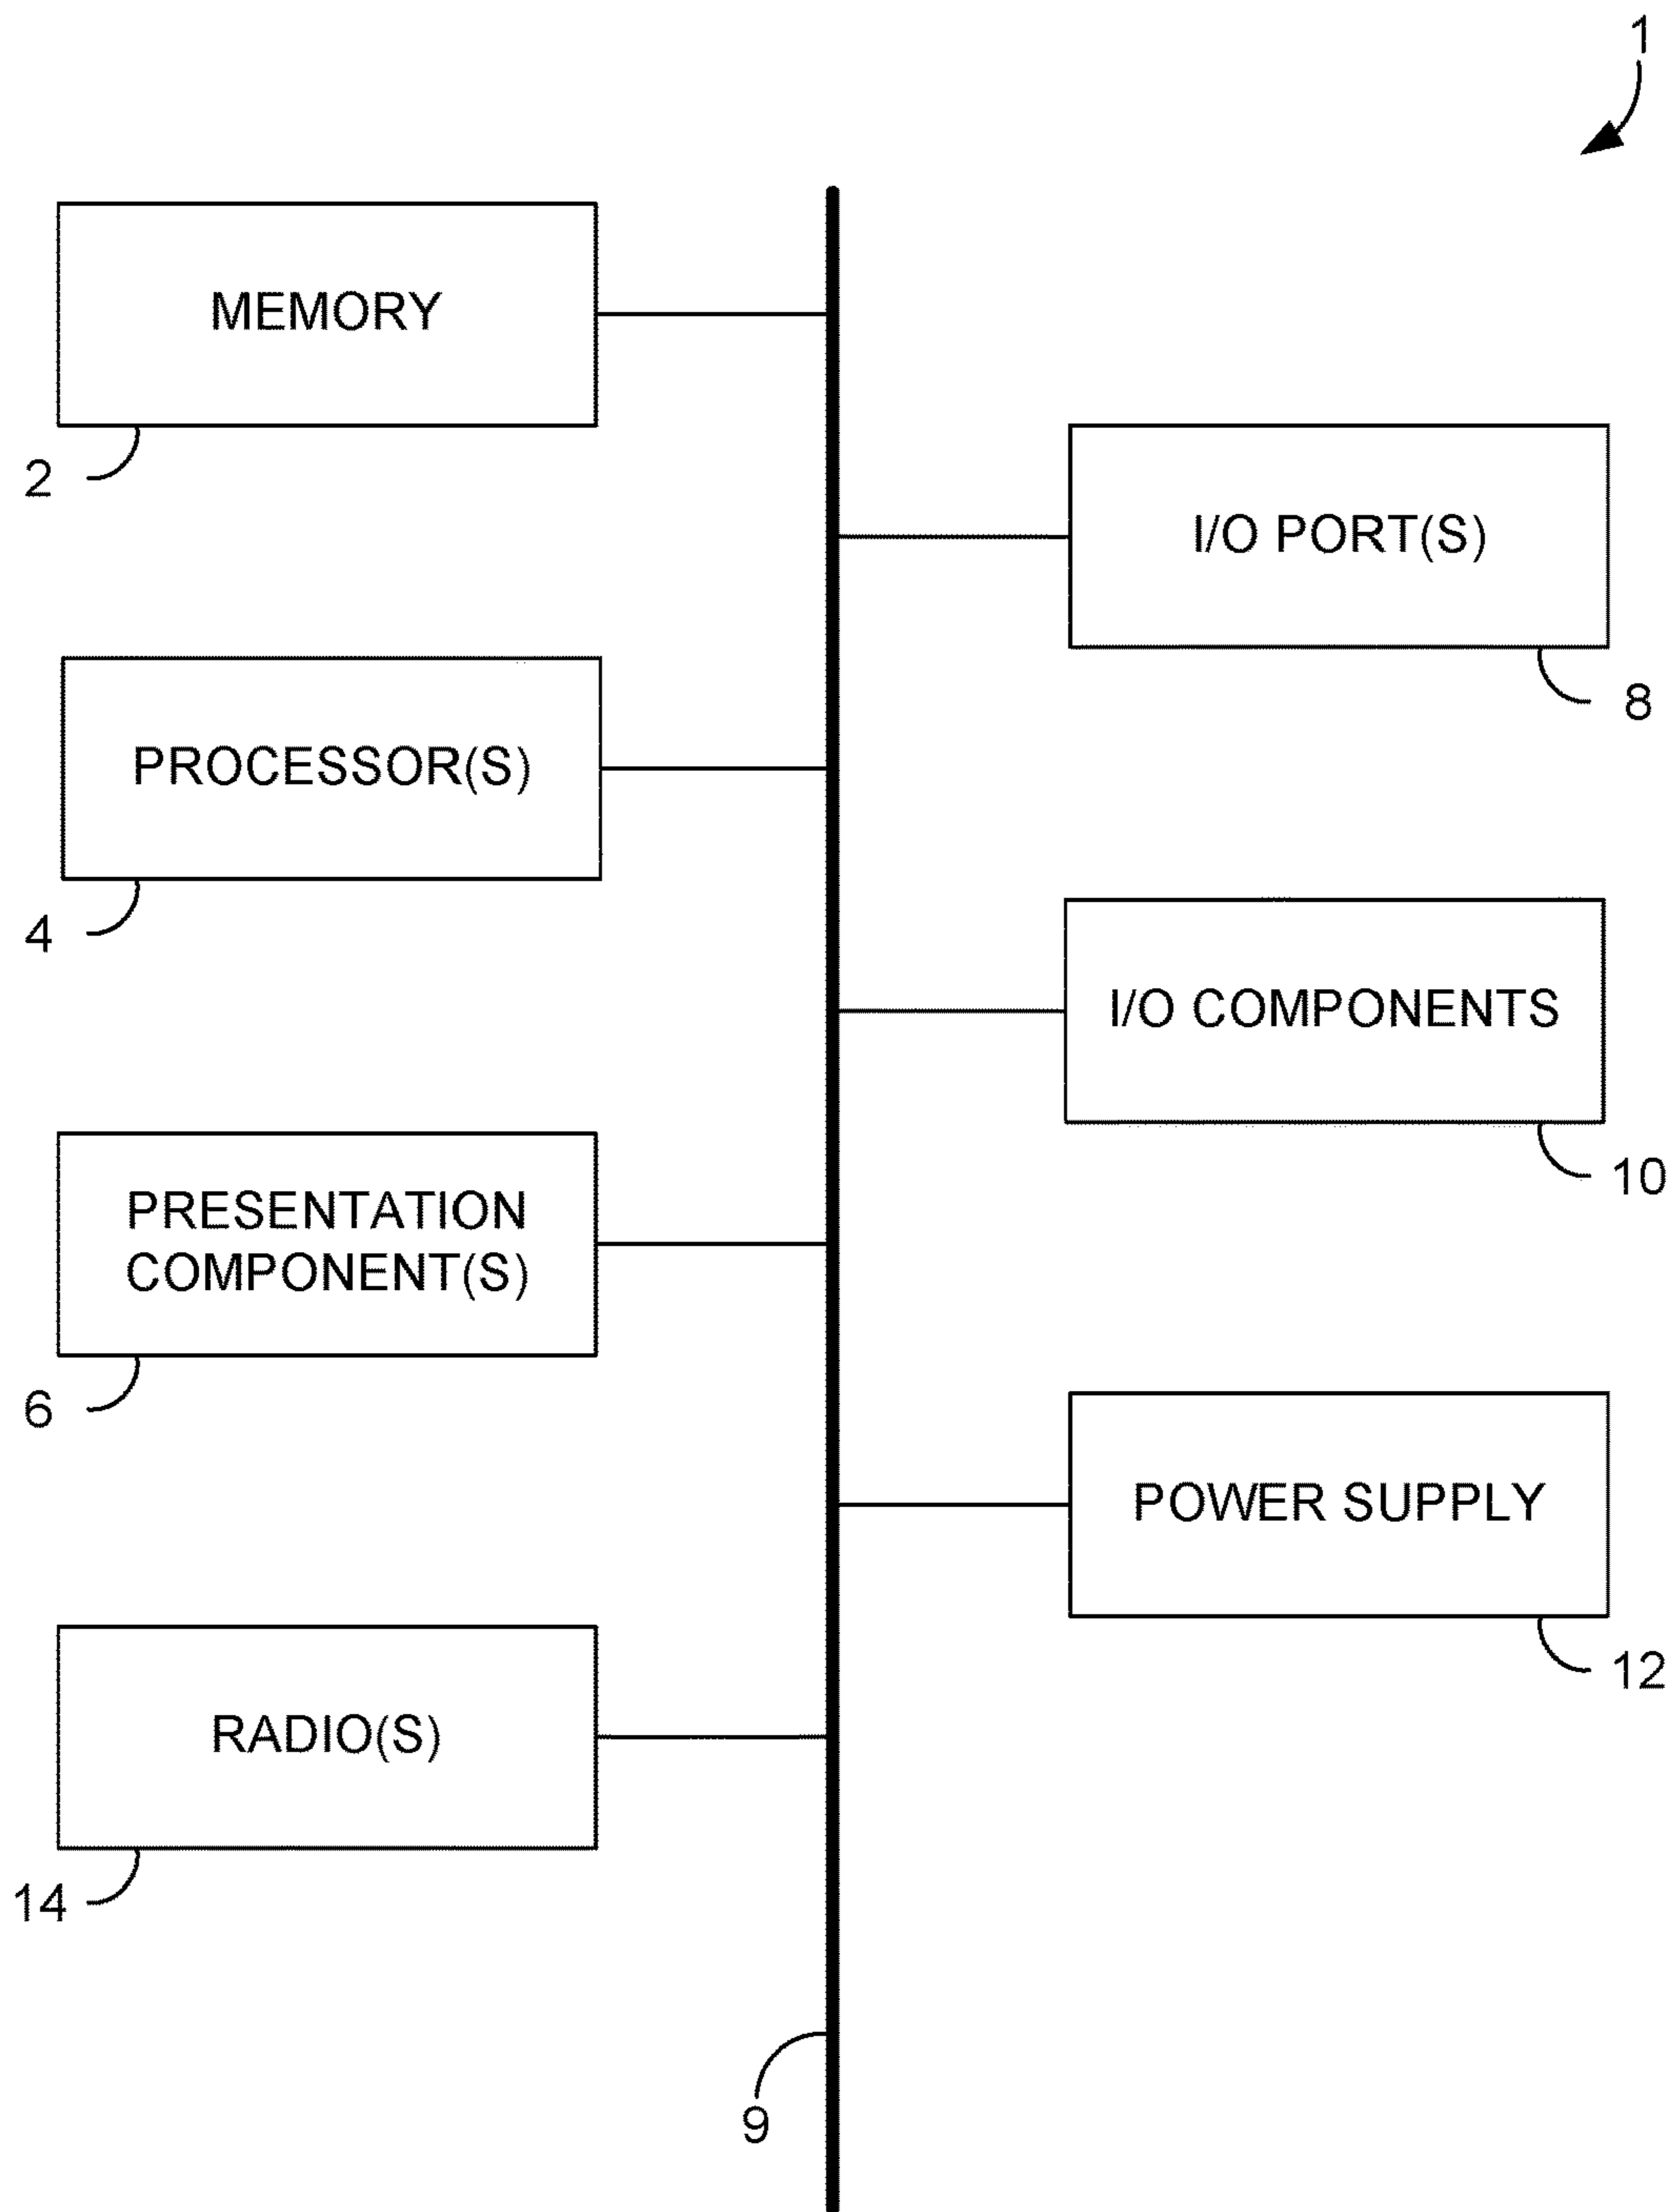 1
MEMORY
2
I/O PORT(S)
8
PROCESSOR(S)
4
I/O COMPONENTS
10
PRESENTATION
COMPONENT(S)
6
POWER SUPPLY
12
RADIO(S)
14
9